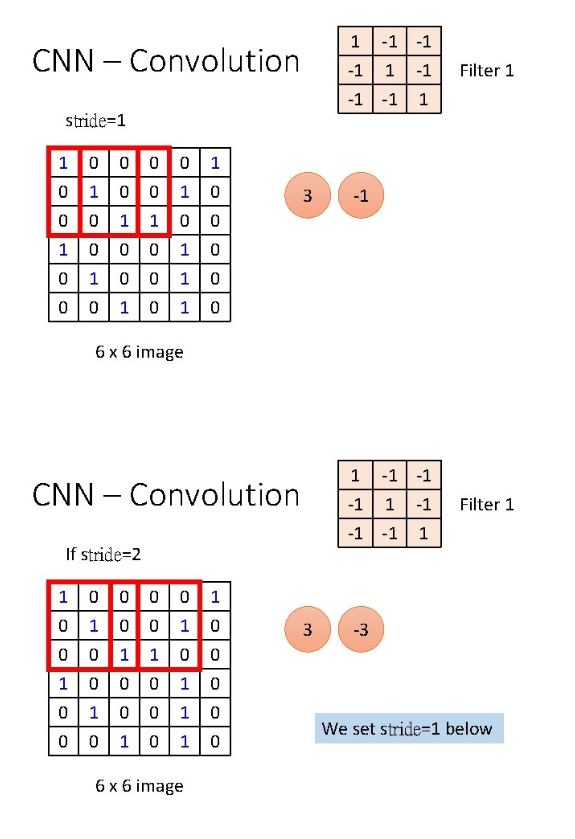 CNN – Convolution
1 -1 -1
-1 1 -1
-1 -1 1
Filter 1
stride=1
1 0 0 0 0 1
0 1 0 0 1 0
0 0 1 1 0 0
1 0 0 0 1 0
0 1 0 0 1 0
0 0 1 0 1 0
3 -1
6 x 6 image
CNN – Convolution
1 -1 -1
-1 1 -1
-1 -1 1
Filter 1
If stride=2
1 0 0 0 0 1
0 1 0 0 1 0
0 0 1 1 0 0
1 0 0 0 1 0
0 1 0 0 1 0
0 0 1 0 1 0
3 -3
We set stride=1 below
6 x 6 image